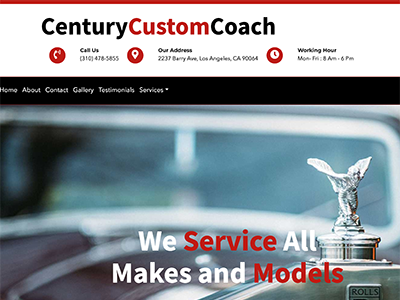 CenturyCustomCoach
Call Us
(310) 478-5855
Our Address
2237 Barry Ave, Los Angeles, CA 90064
Working Hour
Mon- Fri : 8 Am - 6 Pm
Home About Contact Gallery Testimonials Services
We Service All
Makes and Models
ROLLS